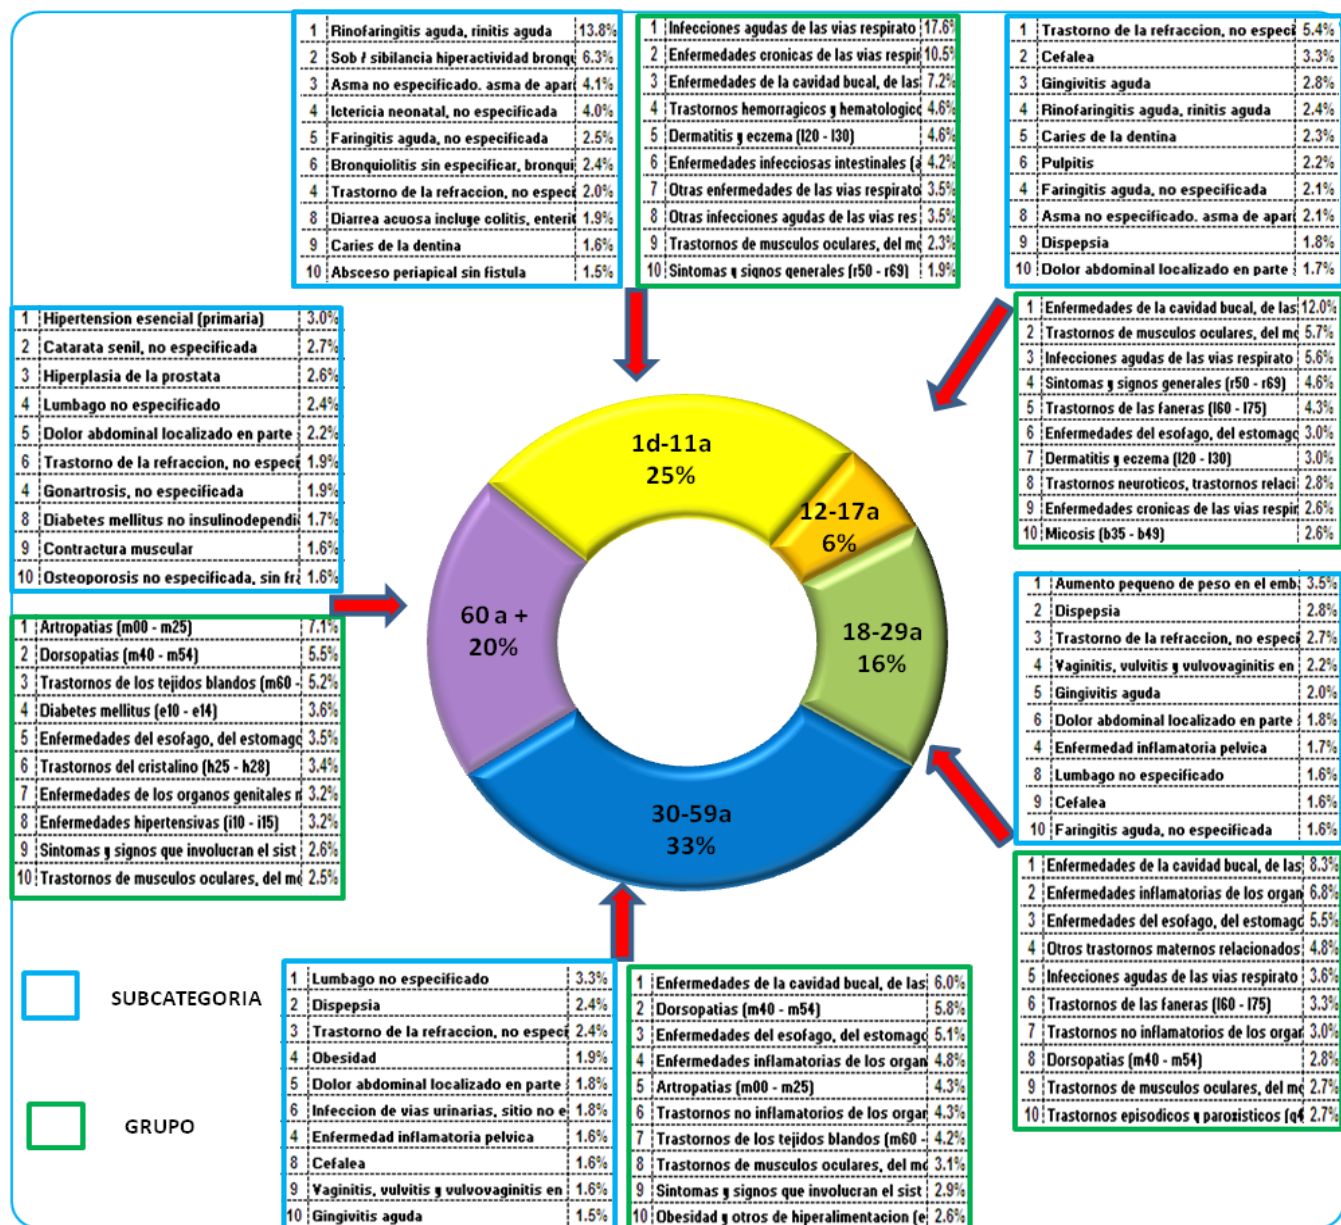 1 Rinofaringitis aguda, rinitis aguda 13.8%
2 Sob / sibilancia hiperactividad bronqu 6.3%
3 Asma no especificado. asma de apar 4.1%
4 Ictericia neonatal, no especificada 4.0%
5 Faringitis aguda, no especificada 2.5%
6 Bronquiolitis sin especificar, bronqui 2.4%
4 Trastorno de la refraccion, no especi 2.0%
8 Diarrea acuosa incluye colitis, enteri 1.9%
9 Caries de la dentina 1.6%
10 Absceso periapical sin fistula 1.5%
1 Infecciones agudas de las vias respirato 17.6%
2 Enfermedades cronicas de las vias respir 10.5%
3 Enfermedades de la cavidad bucal, de las 7.2%
4 Trastornos hemorragicos y hematologico 4.6%
5 Dermatitis y eczema (l20 - l30) 4.6%
6 Enfermedades infecciosas intestinales (a 4.2%
7 Otras enfermedades de las vias respirato 3.5%
8 Otras infecciones agudas de las vias res 3.5%
9 Trastornos de musculos oculares, del mo 2.3%
10 Sintomas y signos generales (r50 - r69) 1.9%
1 Trastorno de la refraccion, no especi 5.4%
2 Cefalea 3.3%
3 Gingivitis aguda 2.8%
4 Rinofaringitis aguda, rinitis aguda 2.4%
5 Caries de la dentina 2.3%
6 Pulpitis 2.2%
4 Faringitis aguda, no especificada 2.1%
8 Asma no especificado. asma de apar 2.1%
9 Dispepsia 1.8%
10 Dolor abdominal localizado en parte 1.7%
1 Hipertension esencial (primaria) 3.0%
2 Catarata senil, no especificada 2.7%
3 Hiperplasia de la prostata 2.6%
4 Lumbago no especificado 2.4%
5 Dolor abdominal localizado en parte 2.2%
6 Trastorno de la refraccion, no especi 1.9%
4 Gonartrosis, no especificada 1.9%
8 Diabetes mellitus no insulinodependi 1.7%
9 Contractura muscular 1.6%
10 Osteoporosis no especificada, sin fra 1.6%
1 Enfermedades de la cavidad bucal, de las 12.0%
2 Trastornos de musculos oculares, del mo 5.7%
3 Infecciones agudas de las vias respirato 5.6%
4 Sintomas y signos generales (r50 - r69) 4.6%
5 Trastornos de las faneras (l60 - l75) 4.3%
6 Enfermedades del esofago, del estomago 3.0%
7 Dermatitis y eczema (l20 - l30) 3.0%
8 Trastornos neuroticos, trastornos relaci 2.8%
9 Enfermedades cronicas de las vias respir 2.6%
10 Micosis (b35 - b49) 2.6%
1d-11a
25%
12-17a
6%
18-29a
16%
30-59a
33%
60 a +
20%
1 Artropatias (m00 - m25) 7.1%
2 Dorsopatias (m40 - m54) 5.5%
3 Trastornos de los tejidos blandos (m60 - 5.2%
4 Diabetes mellitus (e10 - e14) 3.6%
5 Enfermedades del esofago, del estomago 3.5%
6 Trastornos del cristalino (h25 - h28) 3.4%
7 Enfermedades de los organos genitales m 3.2%
8 Enfermedades hipertensivas (i10 - i15) 3.2%
9 Sintomas y signos que involucran el sist 2.6%
10 Trastornos de musculos oculares, del mo 2.5%
1 Aumento pequeno de peso en el emb 3.5%
2 Dispepsia 2.8%
3 Trastorno de la refraccion, no especi 2.7%
4 Vaginitis, vulvitis y vulvovaginitis en 2.2%
5 Gingivitis aguda 2.0%
6 Dolor abdominal localizado en parte 1.8%
4 Enfermedad inflamatoria pelvica 1.7%
8 Lumbago no especificado 1.6%
9 Cefalea 1.6%
10 Faringitis aguda, no especificada 1.6%
1 Enfermedades de la cavidad bucal, de las 8.3%
2 Enfermedades inflamatorias de los organ 6.8%
3 Enfermedades del esofago, del estomago 5.5%
4 Otros trastornos maternos relacionados 4.8%
5 Infecciones agudas de las vias respirato 3.6%
6 Trastornos de las faneras (l60 - l75) 3.3%
7 Trastornos no inflamatorios de los organ 3.0%
8 Dorsopatias (m40 - m54) 2.8%
9 Trastornos de musculos oculares, del mo 2.7%
10 Trastornos episodicos y paroxisticos (g4 2.7%
SUBCATEGORIA
GRUPO
1 Lumbago no especificado 3.3%
2 Dispepsia 2.4%
3 Trastorno de la refraccion, no especi 2.4%
4 Obesidad 1.9%
5 Dolor abdominal localizado en parte 1.8%
6 Infeccion de vias urinarias, sitio no e 1.8%
4 Enfermedad inflamatoria pelvica 1.6%
8 Cefalea 1.6%
9 Vaginitis, vulvitis y vulvovaginitis en 1.6%
10 Gingivitis aguda 1.5%
1 Enfermedades de la cavidad bucal, de las 6.0%
2 Dorsopatias (m40 - m54) 5.8%
3 Enfermedades del esofago, del estomago 5.1%
4 Enfermedades inflamatorias de los organ 4.8%
5 Artropatias (m00 - m25) 4.3%
6 Trastornos no inflamatorios de los organ 4.3%
7 Trastornos de los tejidos blandos (m60 - 4.2%
8 Trastornos de musculos oculares, del mo 3.1%
9 Sintomas y signos que involucran el sist 2.9%
10 Obesidad y otros de hiperalimentacion (e 2.6%